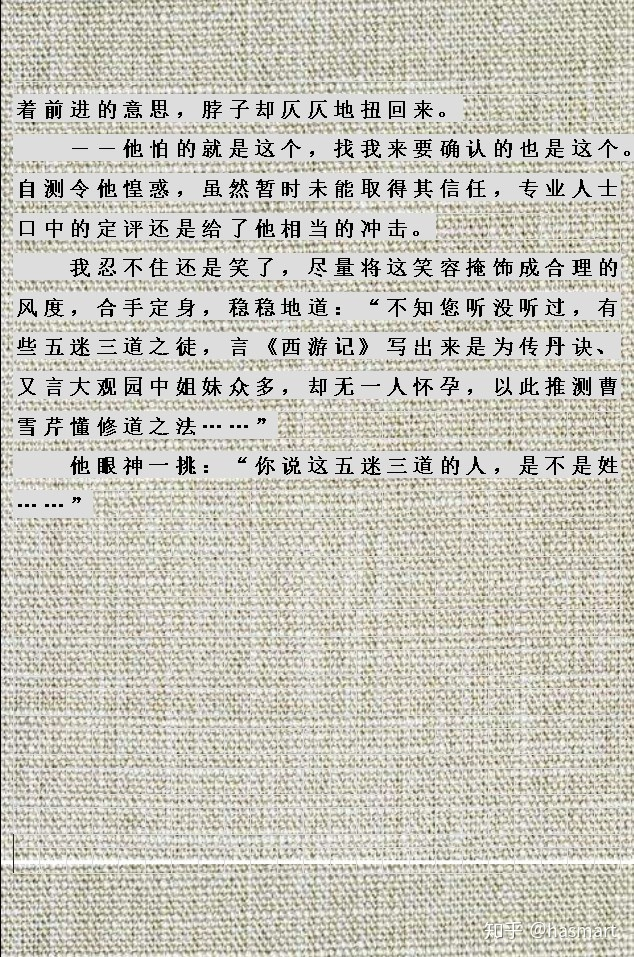 着前进的意思，脖子却仄仄地扭回来。
——他怕的就是这个，找我来要确认的也是这个。
自测令他惶惑，虽然暂时未能取得其信任，专业人士
口中的定评还是给了他相当的冲击。
我忍不住还是笑了，尽量将这笑容掩饰成合理的
风度，合手定身，稳稳地道：“不知您听没听过，有
些五迷三道之徒，言《西游记》写出来是为传丹诀、
又言大观园中姐妹众多，却无一人怀孕，以此推测曹
雪芹懂修道之法……”
他眼神一挑：“你说这五迷三道的人，是不是姓
……”
知乎 @hasmart